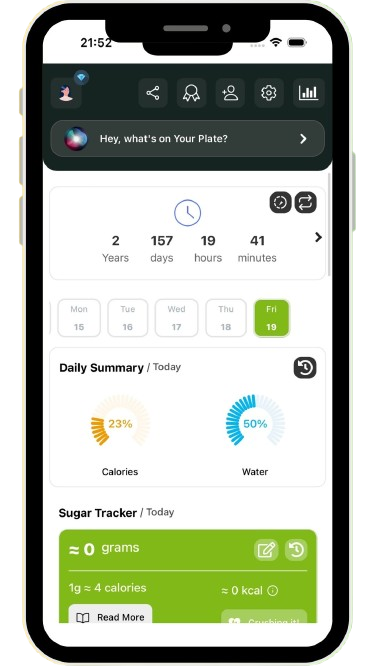 21:52
Hey, what's on Your Plate?
2 157 19 41
Years days hours minutes
Mon Tue Wed Thu Fri
15 16 17 18 19
Daily Summary / Today
23% 50%
Calories Water
Sugar Tracker / Today
≈ 0 grams
1g ≈ 4 calories ≈ 0 kcal
Read More Crushing it!